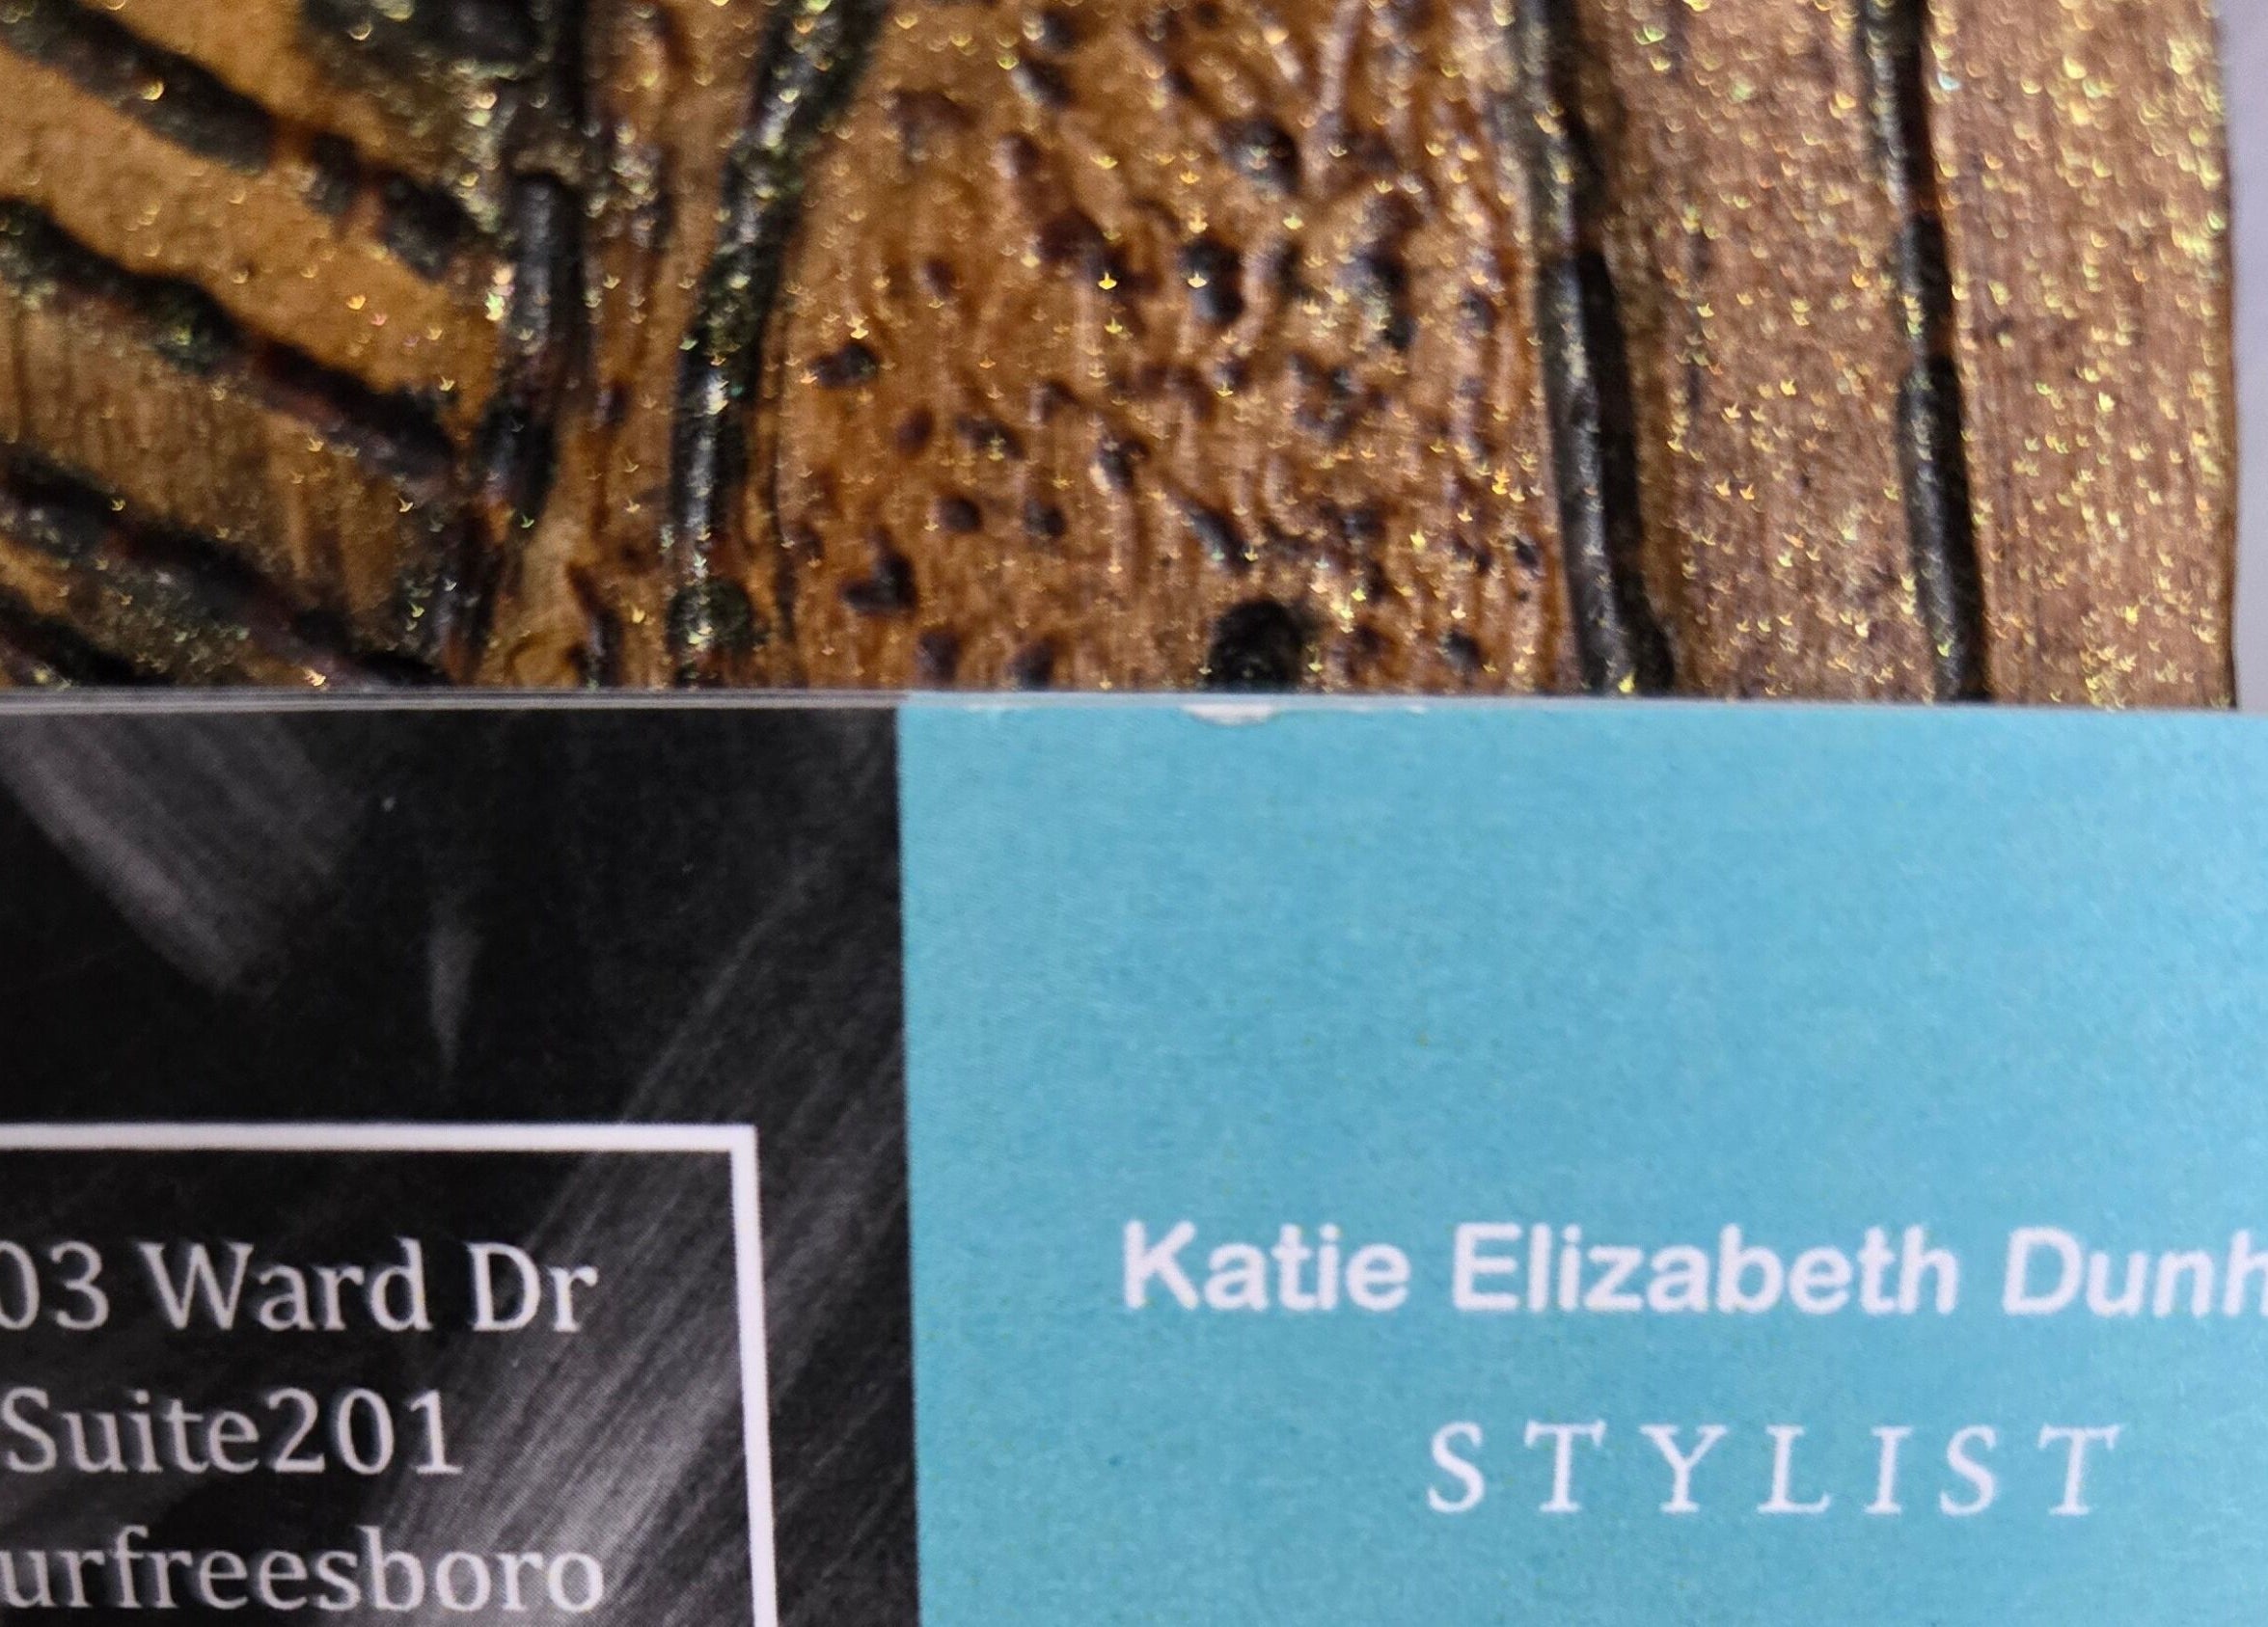 03 Ward Dr
Suite201
urfreesboro
Katie Elizabeth Dunh
STYLIST